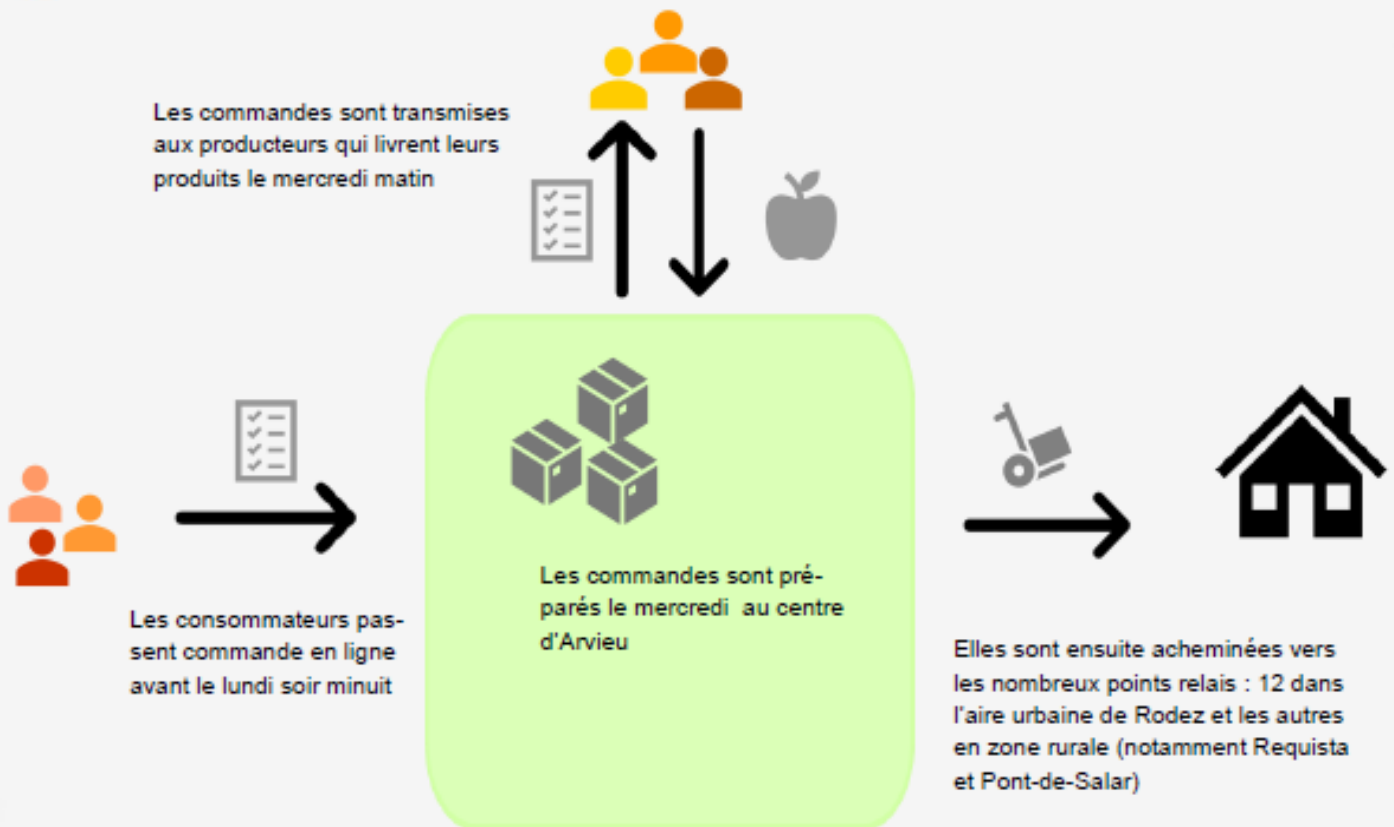 Les commandes sont transmises
aux producteurs qui livrent leurs
produits le mercredi matin
Les consommateurs pas-
sent commande en ligne
avant le lundi soir minuit
Les commandes sont pré-
parés le mercredi au centre
d'Arvieu
Elles sont ensuite acheminées vers
les nombreux points relais : 12 dans
l'aire urbaine de Rodez et les autres
en zone rurale (notamment Requista
et Pont-de-Salar)